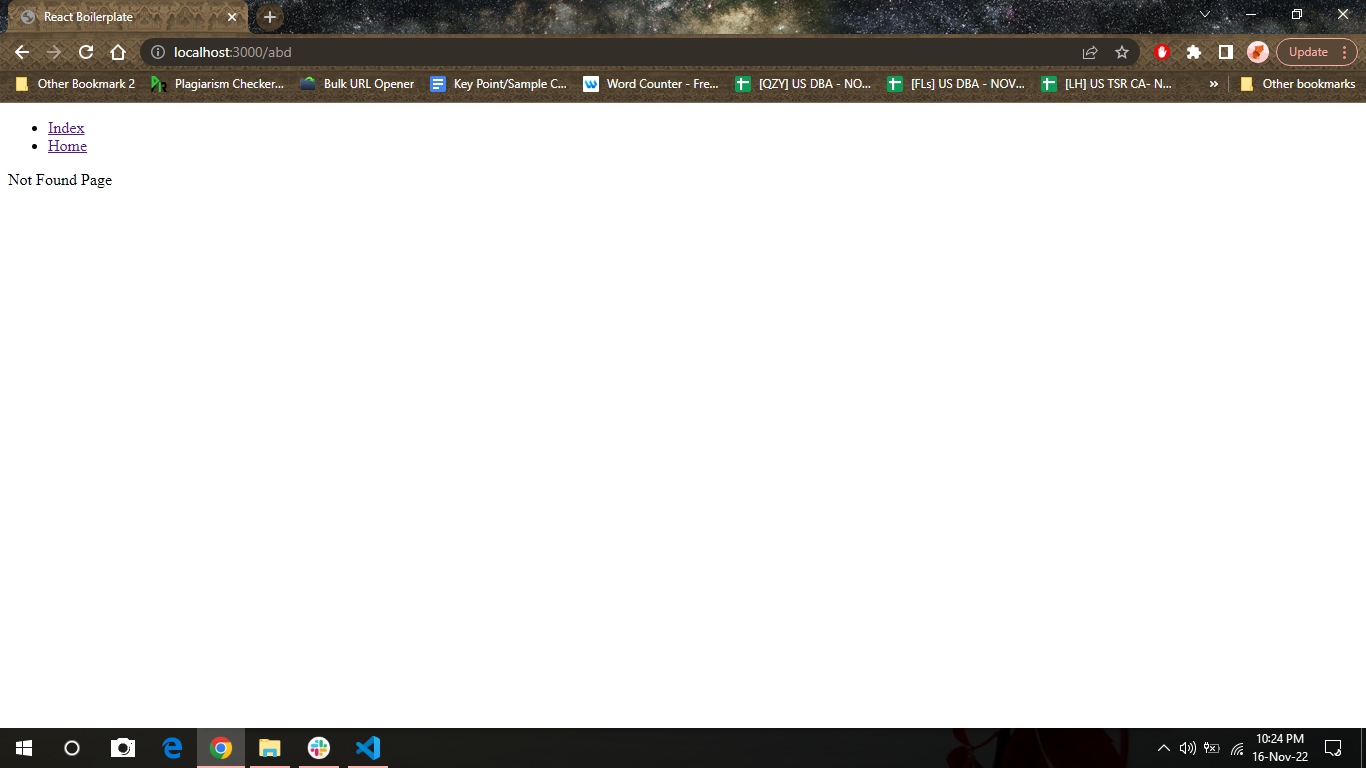 React Boilerplate
localhost:3000/abd
Update
Other Bookmark 2 Plagiarism Checker... Bulk URL Opener Key Point/Sample C... Word Counter - Fre... [QZY] US DBA - NO... [FLs] US DBA - NOV... [LH] US TSR CA- N... » Other bookmarks
Index
Home
Not Found Page
10:24 PM
16-Nov-22